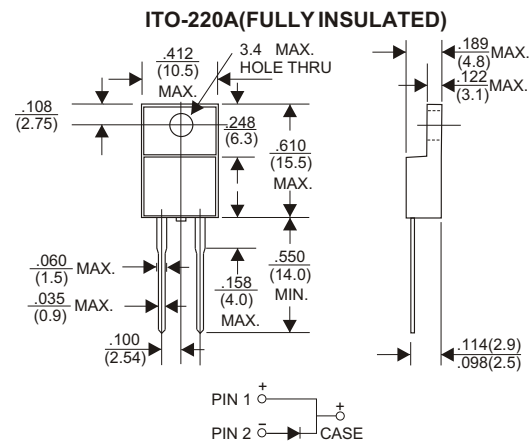 ITO-220A(FULLY INSULATED)
.412
(10.5)
MAX.
3.4 MAX.
HOLE THRU
.189
(4.8)
MAX.
.122
(3.1)
MAX.
.108
(2.75)
.248
(6.3)
.610
(15.5)
MAX.
.060
(1.5)
MAX.
.158
(4.0)
MAX.
.550
(14.0)
MIN.
.035
(0.9)
MAX.
.100
(2.54)
.114(2.9)
.098(2.5)
PIN 1 +
+
PIN 2 − CASE